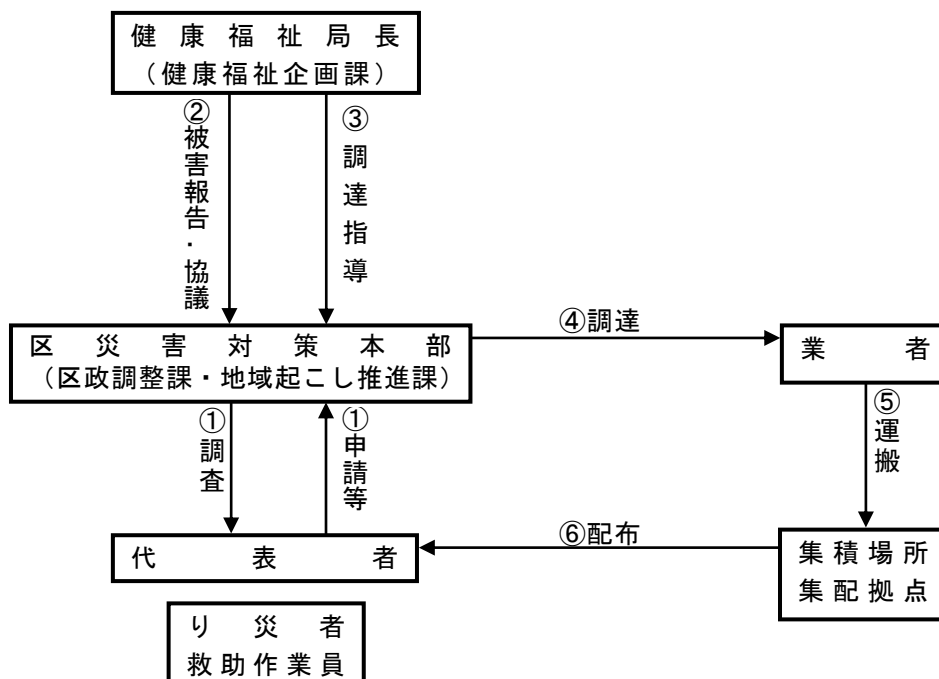 健康福祉局長
（健康福祉企画課）
②被害報告・協議
③調達指導
区災害対策本部
（区政調整課・地域起こし推進課）
④調達
業者
①調査
①申請等
⑤運搬
代表者
⑥配布
集積場所
集配拠点
り災者
救助作業員